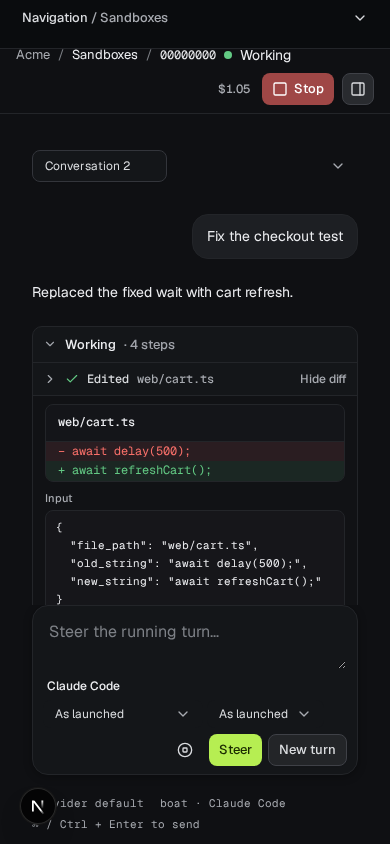 Navigation / Sandboxes
Acme / Sandboxes / 00000000 Working
$1.05 Stop
Conversation 2
Fix the checkout test
Replaced the fixed wait with cart refresh.
Working · 4 steps
Edited web/cart.ts Hide diff
web/cart.ts
− await delay(500);
+ await refreshCart();
Input
{
"file_path": "web/cart.ts",
"old_string": "await delay(500);",
"new_string": "await refreshCart();"
}
Steer the running turn…
Claude Code
As launched As launched
Steer New turn
N
default boat · Claude Code
/ Ctrl + Enter to send